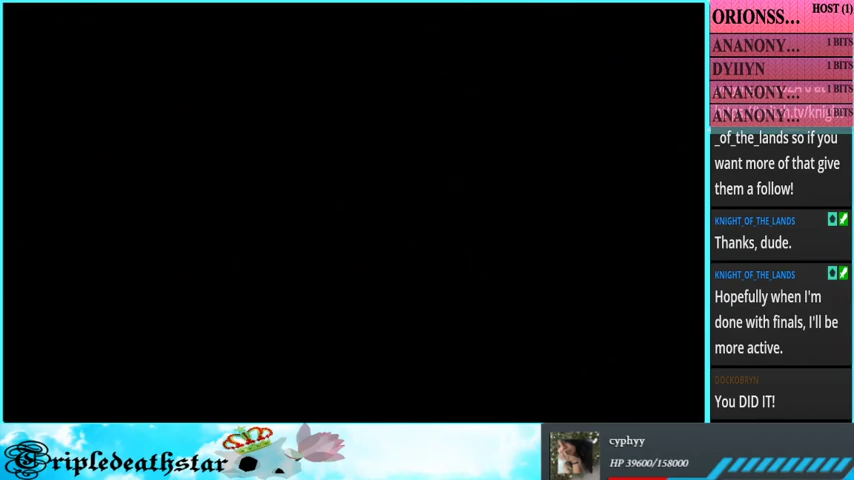 ORIONSS... HOST (1)
ANANONY... 1 BITS
DYIIYN 1 BITS
ANANONY... 1 BITS
ANANONY... 1 BITS
_of_the_lands so if you
want more of that give
them a follow!
KNIGHT_OF_THE_LANDS
Thanks, dude.
KNIGHT_OF_THE_LANDS
Hopefully when I'm
done with finals, I'll be
more active.
DOCKOBRYN
You DID IT!
Tripledeathstar
cyphyy
HP 39600/158000